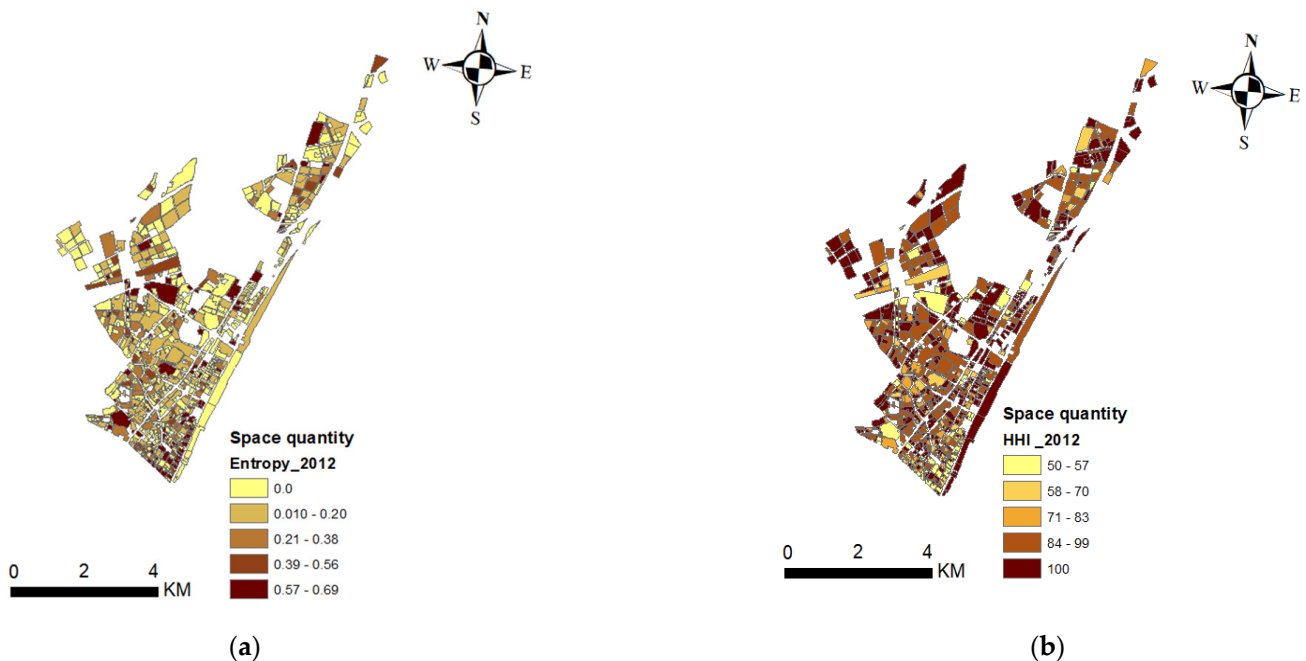 N
W E
S
Space quantity
Entropy_2012
0.0
0.010 - 0.20
0.21 - 0.38
0.39 - 0.56
0.57 - 0.69
0 2 4
KM
(a)
N
W E
S
Space quantity
HHI_2012
50 - 57
58 - 70
71 - 83
84 - 99
100
0 2 4
KM
(b)